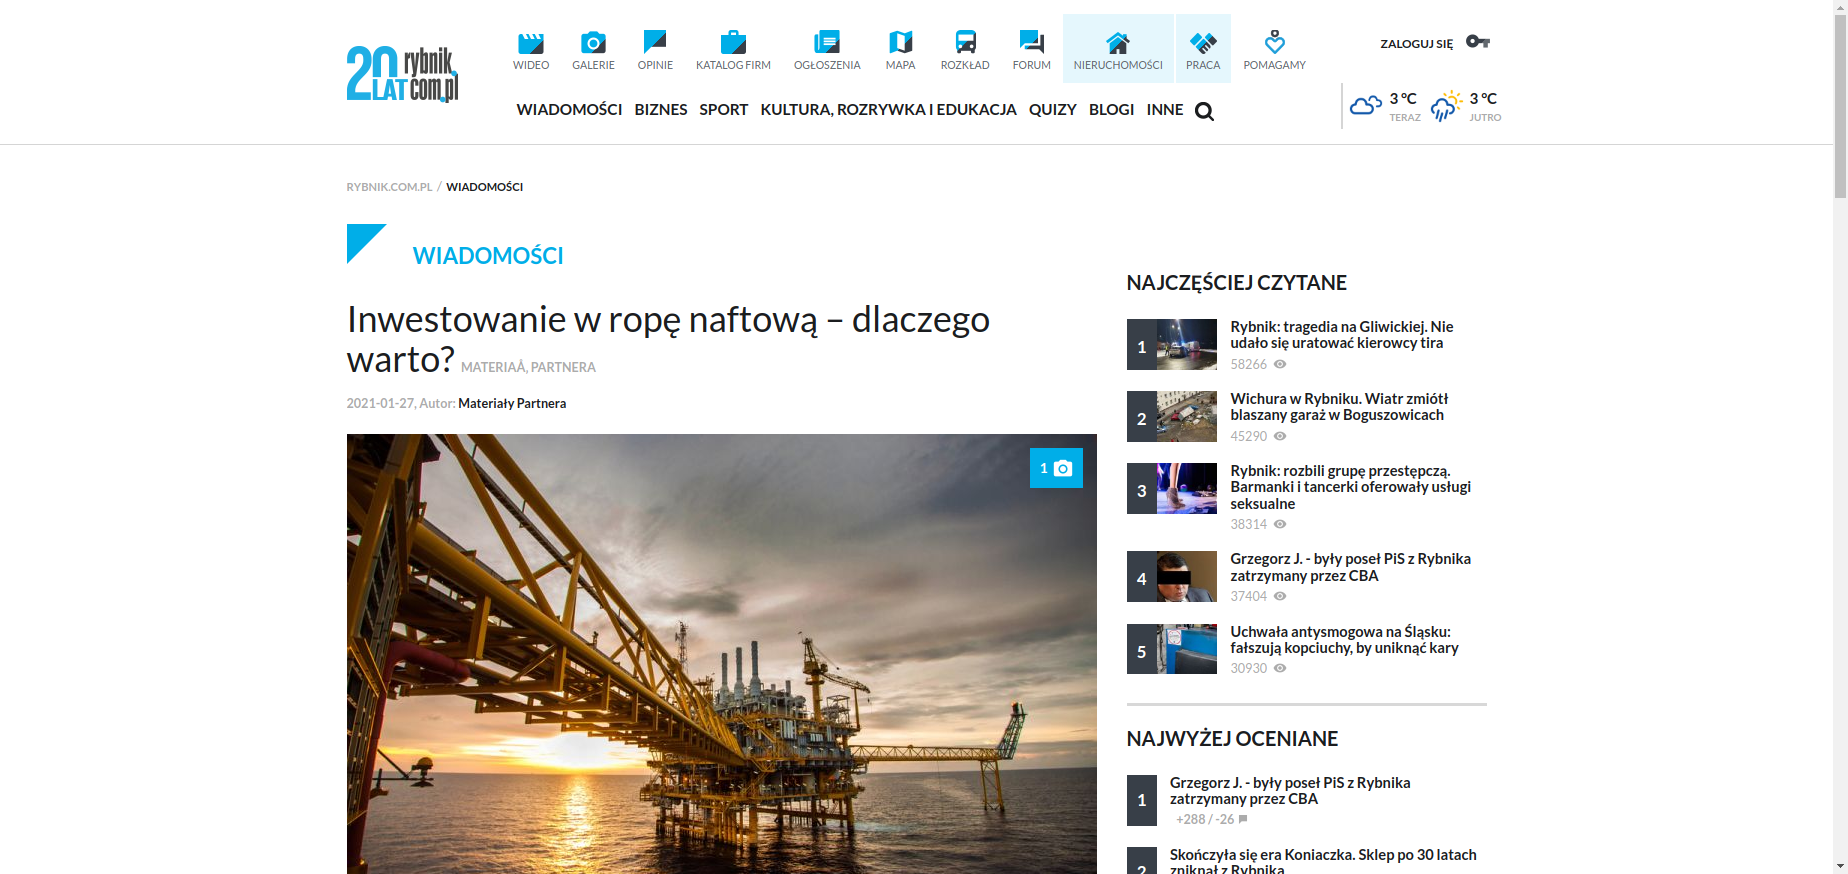 20 LAT rybnik.com.pl
WIDEO
GALERIE
OPINIE
KATALOG FIRM
OGŁOSZENIA
MAPA
ROZKŁAD
FORUM
NIERUCHOMOŚCI
PRACA
POMAGAMY
ZALOGUJ SIĘ
WIADOMOŚCI BIZNES SPORT KULTURA, ROZRYWKA I EDUKACJA QUIZY BLOGI INNE
3 °C
TERAZ
3 °C
JUTRO
RYBNIK.COM.PL / WIADOMOŚCI
WIADOMOŚCI
Inwestowanie w ropę naftową – dlaczego
warto? MATERIAÅ‚ PARTNERA
2021-01-27, Autor: Materiały Partnera
1
NAJCZĘŚCIEJ CZYTANE
1
Rybnik: tragedia na Gliwickiej. Nie
udało się uratować kierowcy tira
58266
2
Wichura w Rybniku. Wiatr zmiótł
blaszany garaż w Boguszowicach
45290
3
Rybnik: rozbili grupę przestępczą.
Barmanki i tancerki oferowały usługi
seksualne
38314
4
Grzegorz J. - były poseł PiS z Rybnika
zatrzymany przez CBA
37404
5
Uchwała antysmogowa na Śląsku:
fałszują kopciuchy, by uniknąć kary
30930
NAJWYŻEJ OCENIANE
1
Grzegorz J. - były poseł PiS z Rybnika
zatrzymany przez CBA
+288 / -26
2
Skończyła się era Koniaczka. Sklep po 30 latach
zniknął z Rybnika